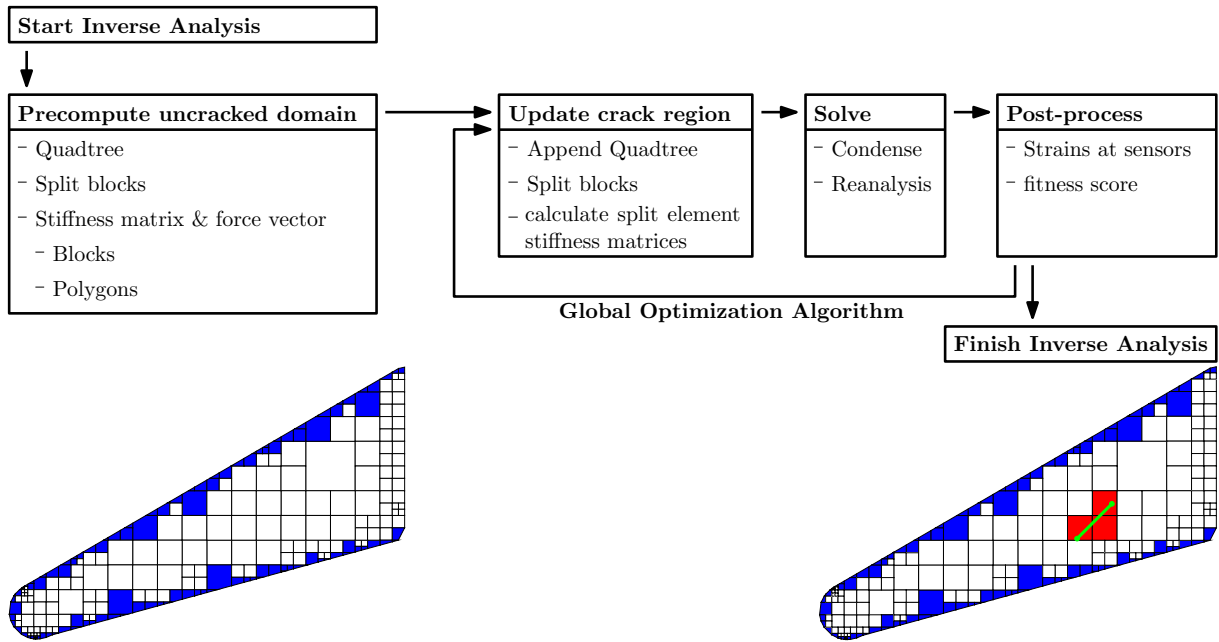 Start Inverse Analysis
Precompute uncracked domain
– Quadtree
– Split blocks
– Stiffness matrix & force vector
– Blocks
– Polygons
Update crack region
– Append Quadtree
– Split blocks
– calculate split element
stiffness matrices
Solve
– Condense
– Reanalysis
Post-process
– Strains at sensors
– fitness score
Global Optimization Algorithm
Finish Inverse Analysis